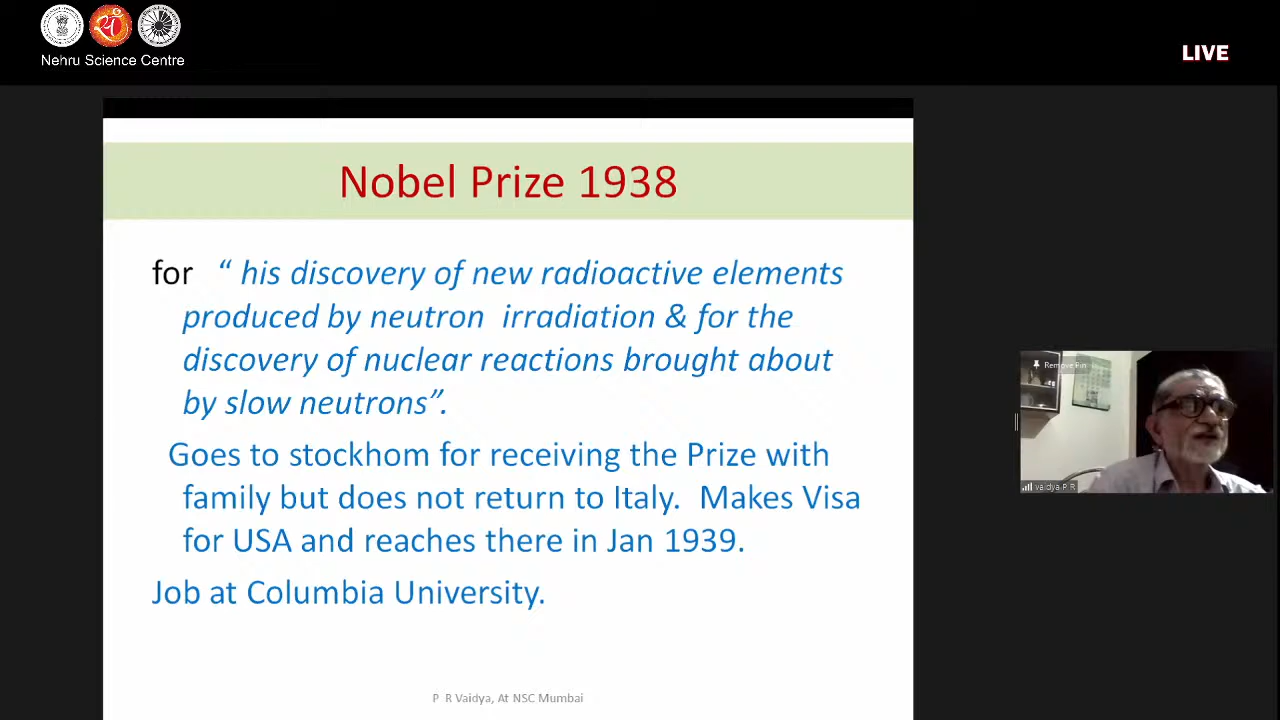 Nehru Science Centre
LIVE
Nobel Prize 1938
for “ his discovery of new radioactive elements
produced by neutron irradiation & for the
discovery of nuclear reactions brought about
by slow neutrons”.
Goes to stockhom for receiving the Prize with
family but does not return to Italy. Makes Visa
for USA and reaches there in Jan 1939.
Job at Columbia University.
Remove Pin
vaidya P R
P R Vaidya, At NSC Mumbai